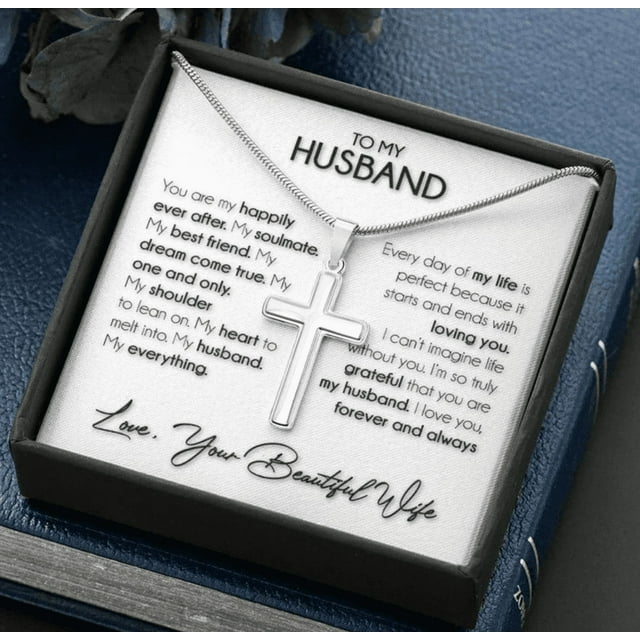 TO MY
HUSBAND
You are my happily
ever after. My soulmate.
My best friend. My
dream come true. My
one and only.
My shoulder
to lean on. My heart to
melt into. My husband.
My everything.
Every day of my life is
perfect because it
starts and ends with
loving you.
I can't imagine life
without you. I'm so truly
grateful that you are
my husband. I love you,
forever and always
Love, Your Beautiful Wife